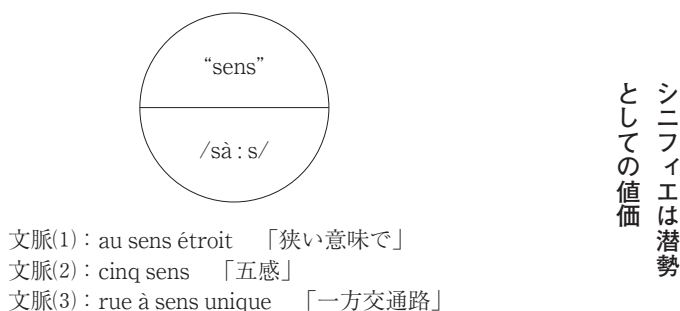 シニフィエは潜勢
としての値価
“sens”
/sà : s/
文脈⑴：au sens étroit　「狭い意味で」
文脈⑵：cinq sens　「五感」
文脈⑶：rue à sens unique　「一方交通路」